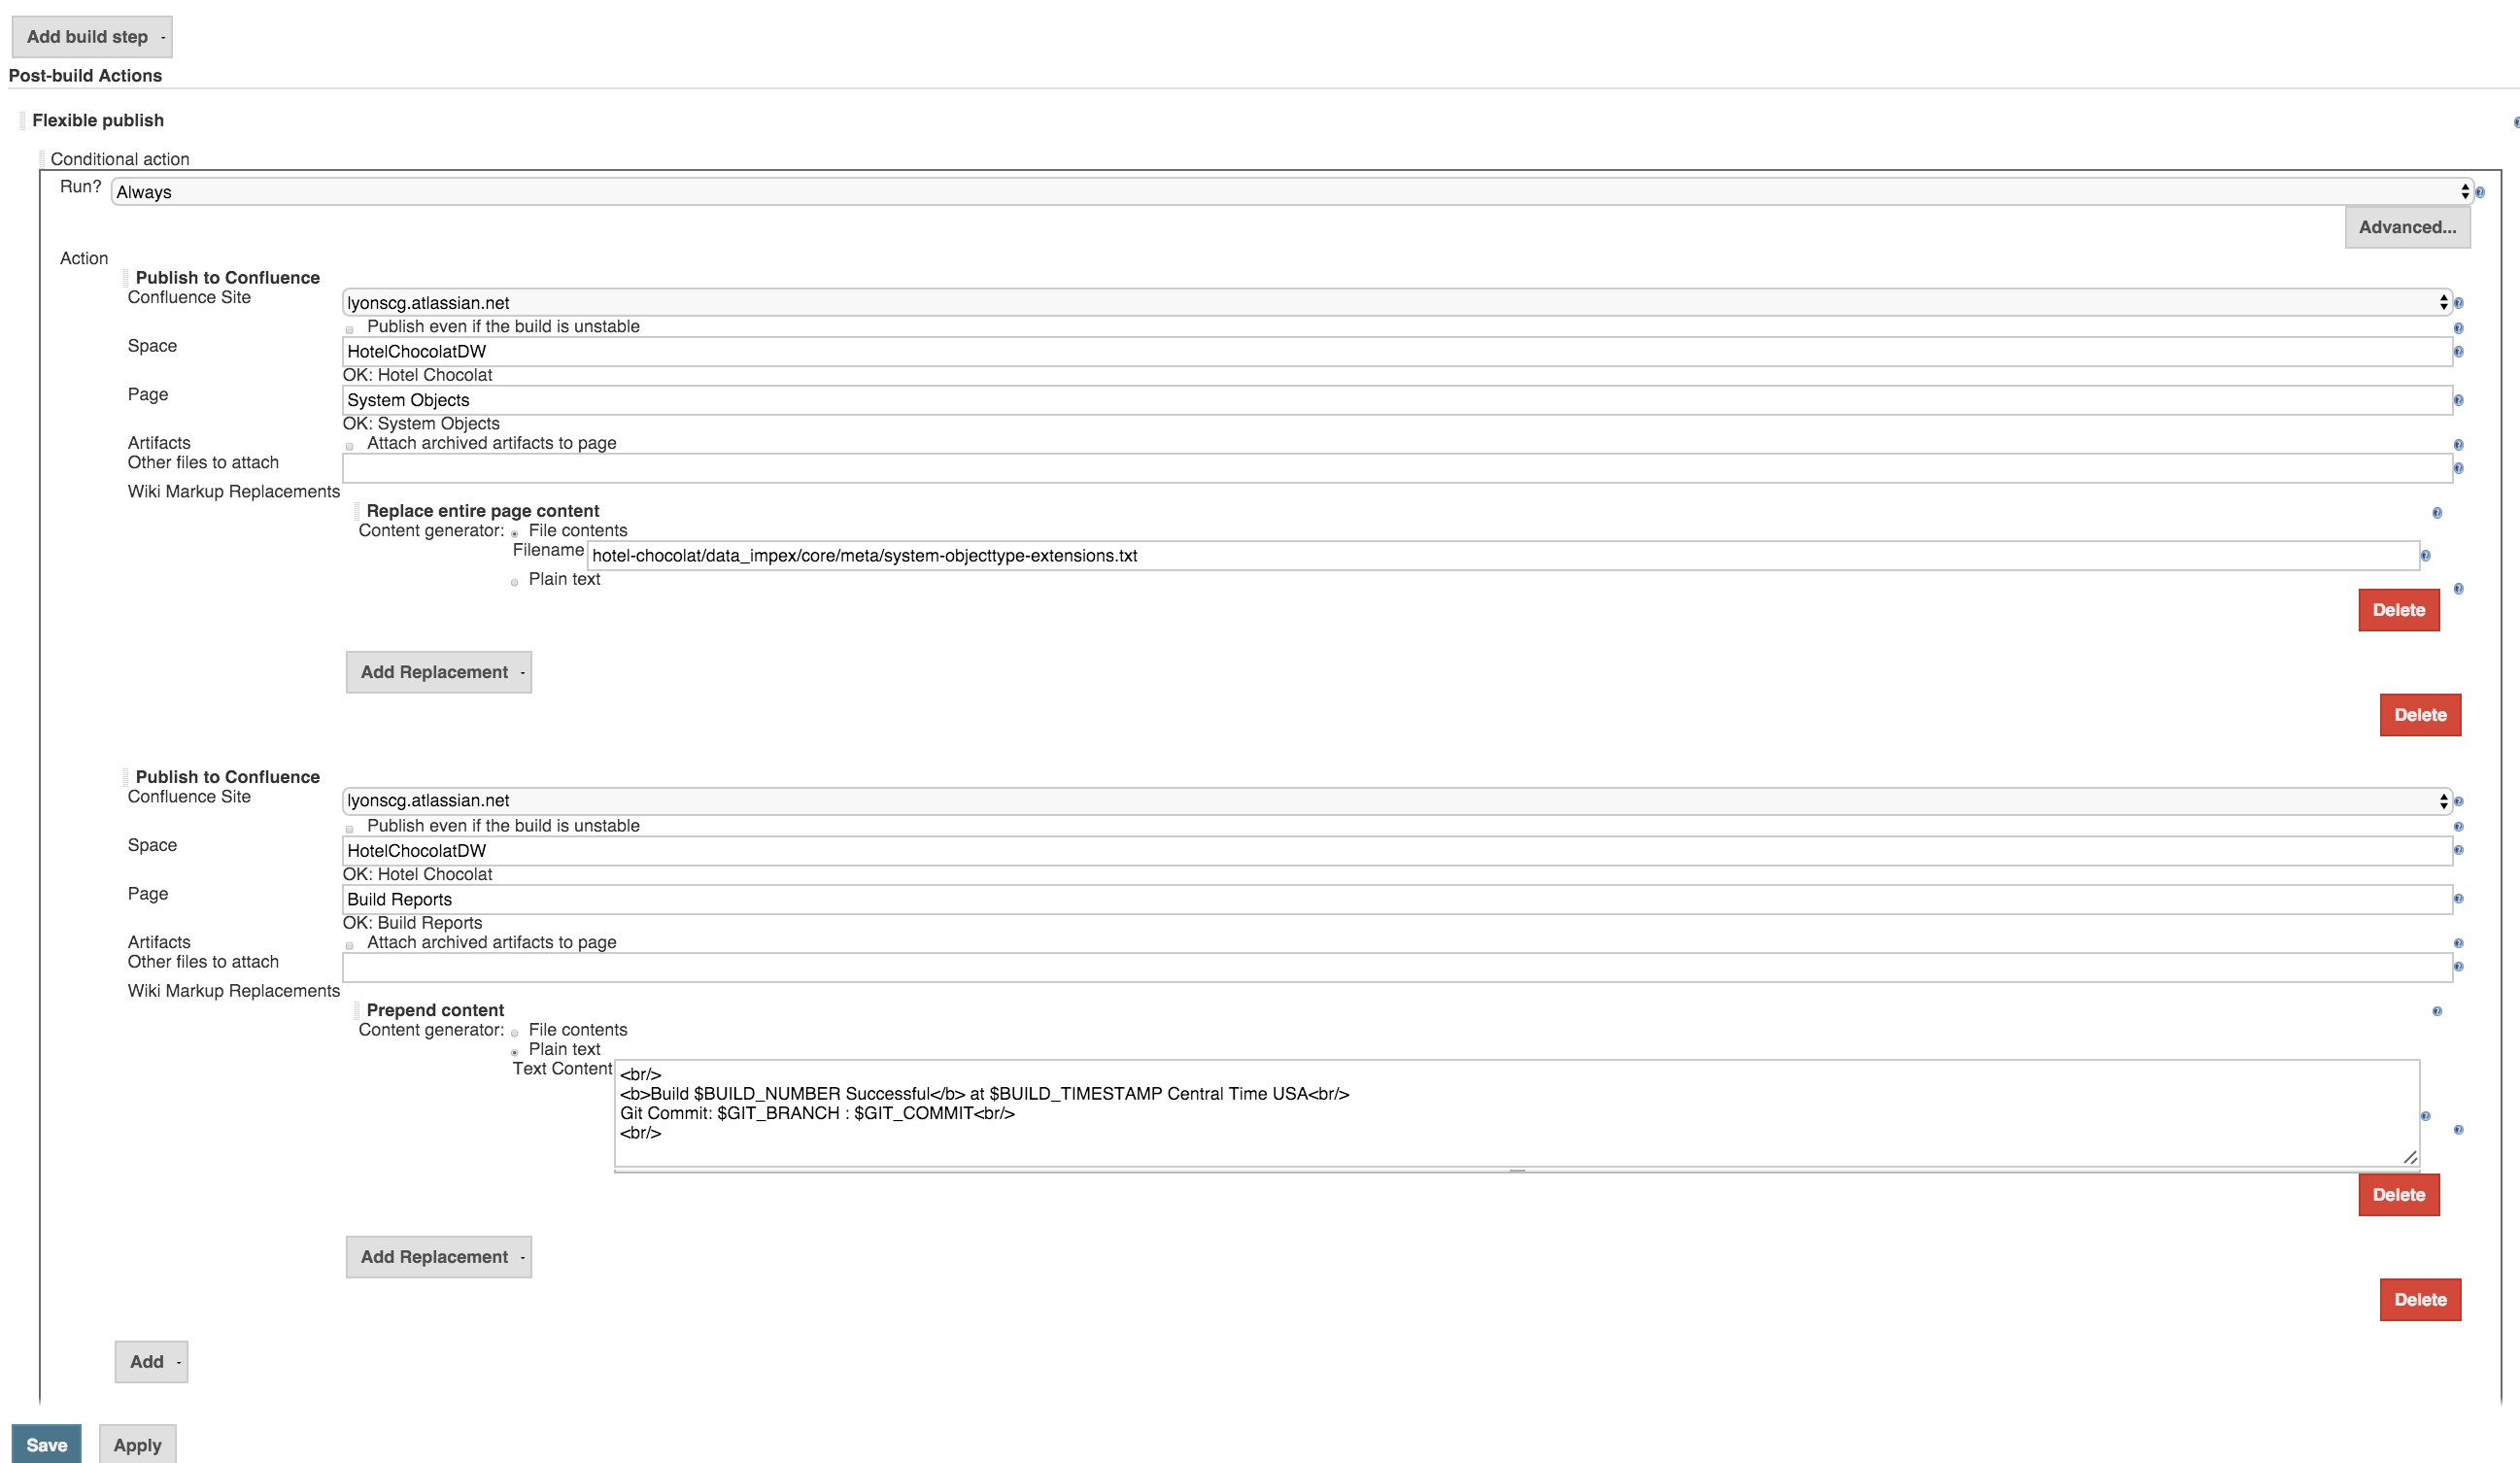 Add build step
Post-build Actions
Flexible publish
Conditional action
Run? Always
Advanced...
Action
Publish to Confluence
Confluence Site lyonscg.atlassian.net
Publish even if the build is unstable
Space HotelChocolatDW
OK: Hotel Chocolat
Page System Objects
OK: System Objects
Artifacts Attach archived artifacts to page
Other files to attach
Wiki Markup Replacements
Replace entire page content
Content generator: File contents
Filename hotel-chocolat/data_impex/core/meta/system-objecttype-extensions.txt
Plain text
Delete
Add Replacement
Delete
Publish to Confluence
Confluence Site lyonscg.atlassian.net
Publish even if the build is unstable
Space HotelChocolatDW
OK: Hotel Chocolat
Page Build Reports
OK: Build Reports
Artifacts Attach archived artifacts to page
Other files to attach
Wiki Markup Replacements
Prepend content
Content generator: File contents
Plain text
Text Content <br/>
<b>Build $BUILD_NUMBER Successful</b> at $BUILD_TIMESTAMP Central Time USA<br/>
Git Commit: $GIT_BRANCH : $GIT_COMMIT<br/>
<br/>
Delete
Add Replacement
Delete
Add
Save Apply